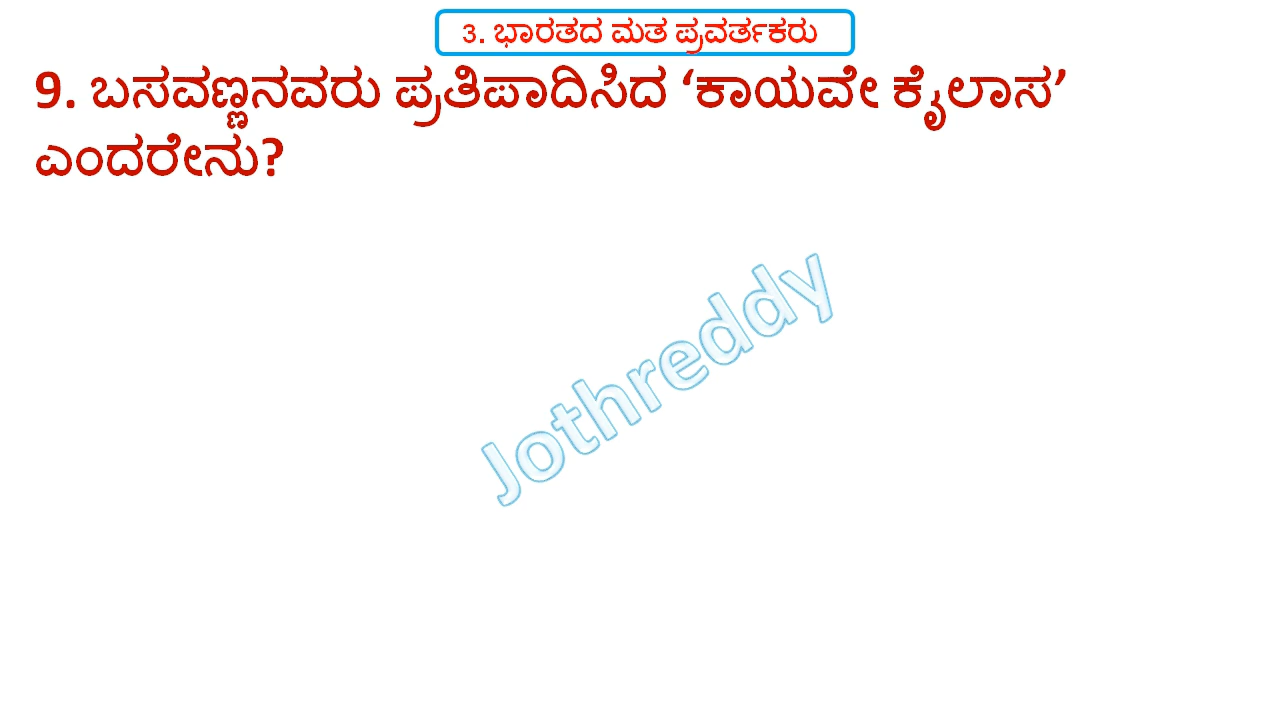 3. ಭಾರತದ ಮತ ಪ್ರವರ್ತಕರು
9. ಬಸವಣ್ಣನವರು ಪ್ರತಿಪಾದಿಸಿದ ‘ಕಾಯವೇ ಕೈಲಾಸ’
ಎಂದರೇನು?
Jothreddy